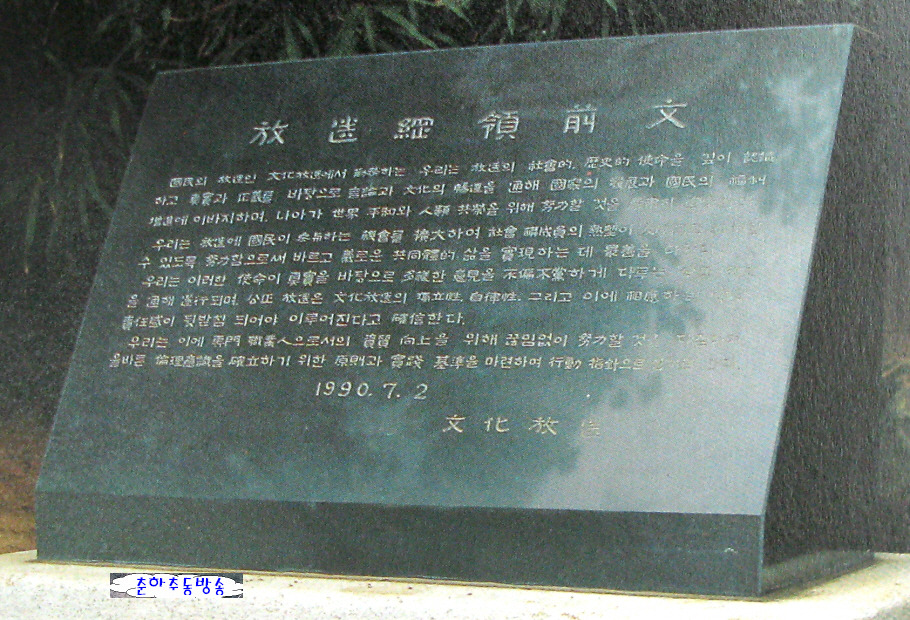 放送綱領前文
國民의 放送인 文化放送에서 勤務하는 우리는 放送의 社會的, 歷史的 使命을 깊이 認識
하고 眞實과 正義를 바탕으로 言論과 文化의 暢達을 通해 國家의 發展과 國民의 福利
增進에 이바지하며, 나아가 世界 平和와 人類 共榮을 위해 努力할 것을
우리는 放送에 國民이 參與하는 機會를 擴大하여 社會 構成員의 熱望이
수 있도록 努力함으로써 바르고 義로운 共同體的 삶을 實現하는 데 最善을
우리는 이러한 使命이 眞實을 바탕으로 多樣한 意見을 不偏不黨하게 다루는
을 通해 遂行되며, 公正 放送은 文化放送의 獨立性, 自律性, 그리고 이에 相應하는
責任感이 뒷받침 되어야 이루어진다고 確信한다.
우리는 이에 專門 職業人으로서의 資質 向上을 위해 끊임없이 努力할 것을
올바른 倫理意識을 確立하기 위한 原則과 實踐 基準을 마련하여 行動 指針으로
1990. 7. 2
文化放送
춘하추동방송